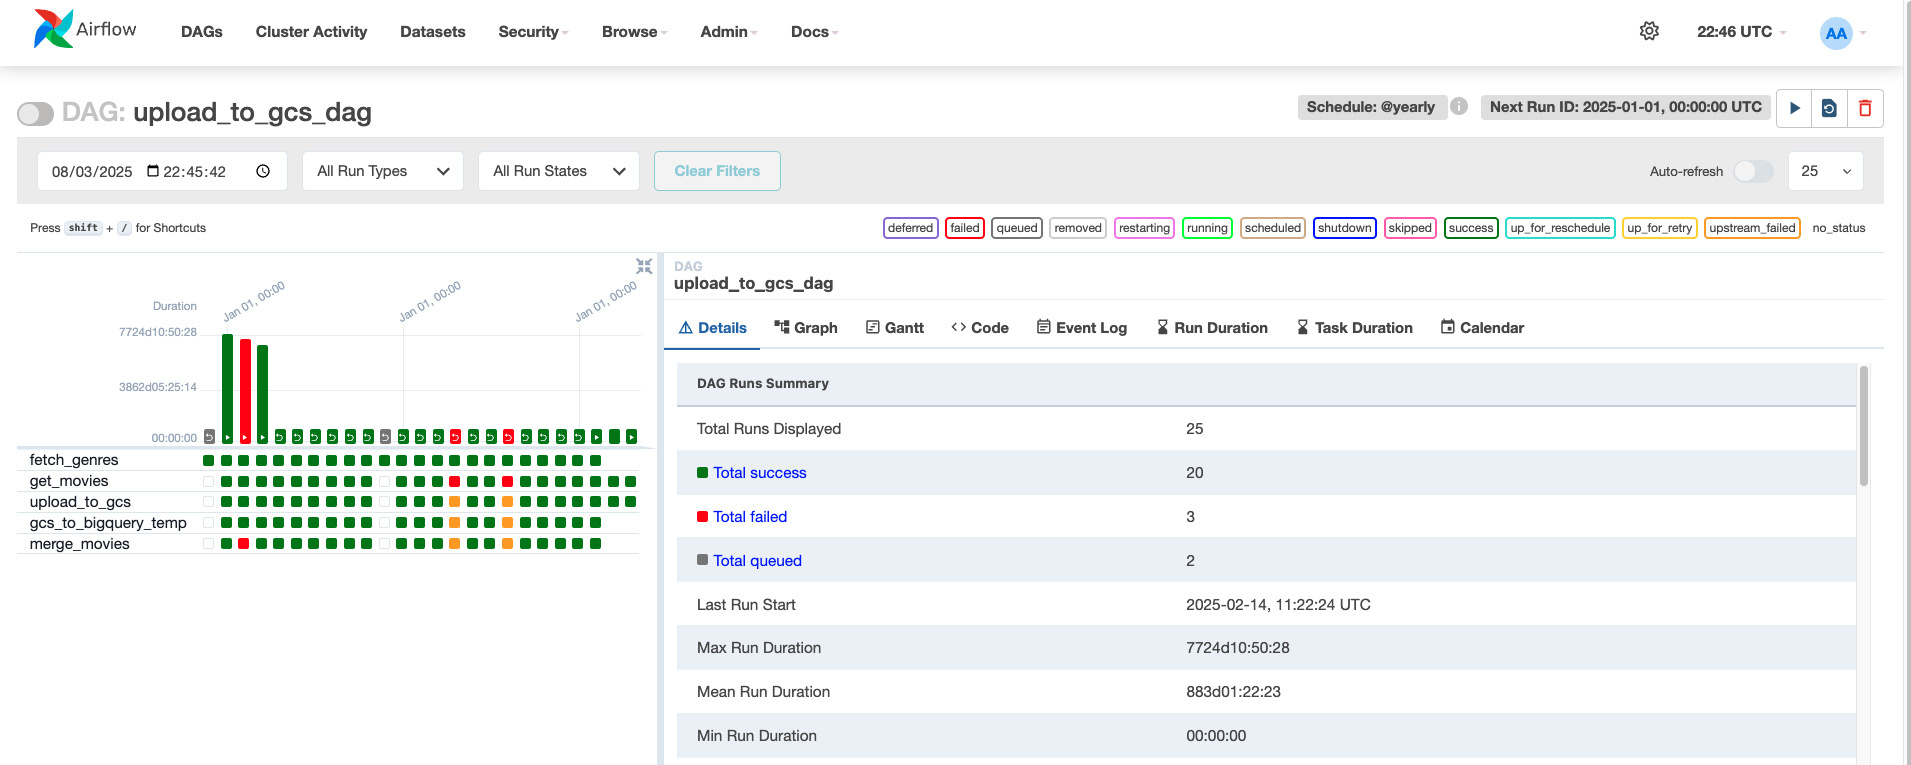 Airflow
DAGs Cluster Activity Datasets Security Browse Admin Docs 22:46 UTC AA
DAG: upload_to_gcs_dag Schedule: @yearly i Next Run ID: 2025-01-01, 00:00:00 UTC
08/03/2025 22:45:42 All Run Types All Run States Clear Filters Auto-refresh 25
Press shift + / for Shortcuts deferred failed queued removed restarting running scheduled shutdown skipped success up_for_reschedule up_for_retry upstream_failed no_status
Jan 01, 00:00 Jan 01, 00:00 Jan 01, 00:00
Duration
7724d10:50:28
3862d05:25:14
00:00:00
fetch_genres
get_movies
upload_to_gcs
gcs_to_bigquery_temp
merge_movies
DAG
upload_to_gcs_dag
Details Graph Gantt Code Event Log Run Duration Task Duration Calendar
DAG Runs Summary
Total Runs Displayed 25
Total success 20
Total failed 3
Total queued 2
Last Run Start 2025-02-14, 11:22:24 UTC
Max Run Duration 7724d10:50:28
Mean Run Duration 883d01:22:23
Min Run Duration 00:00:00